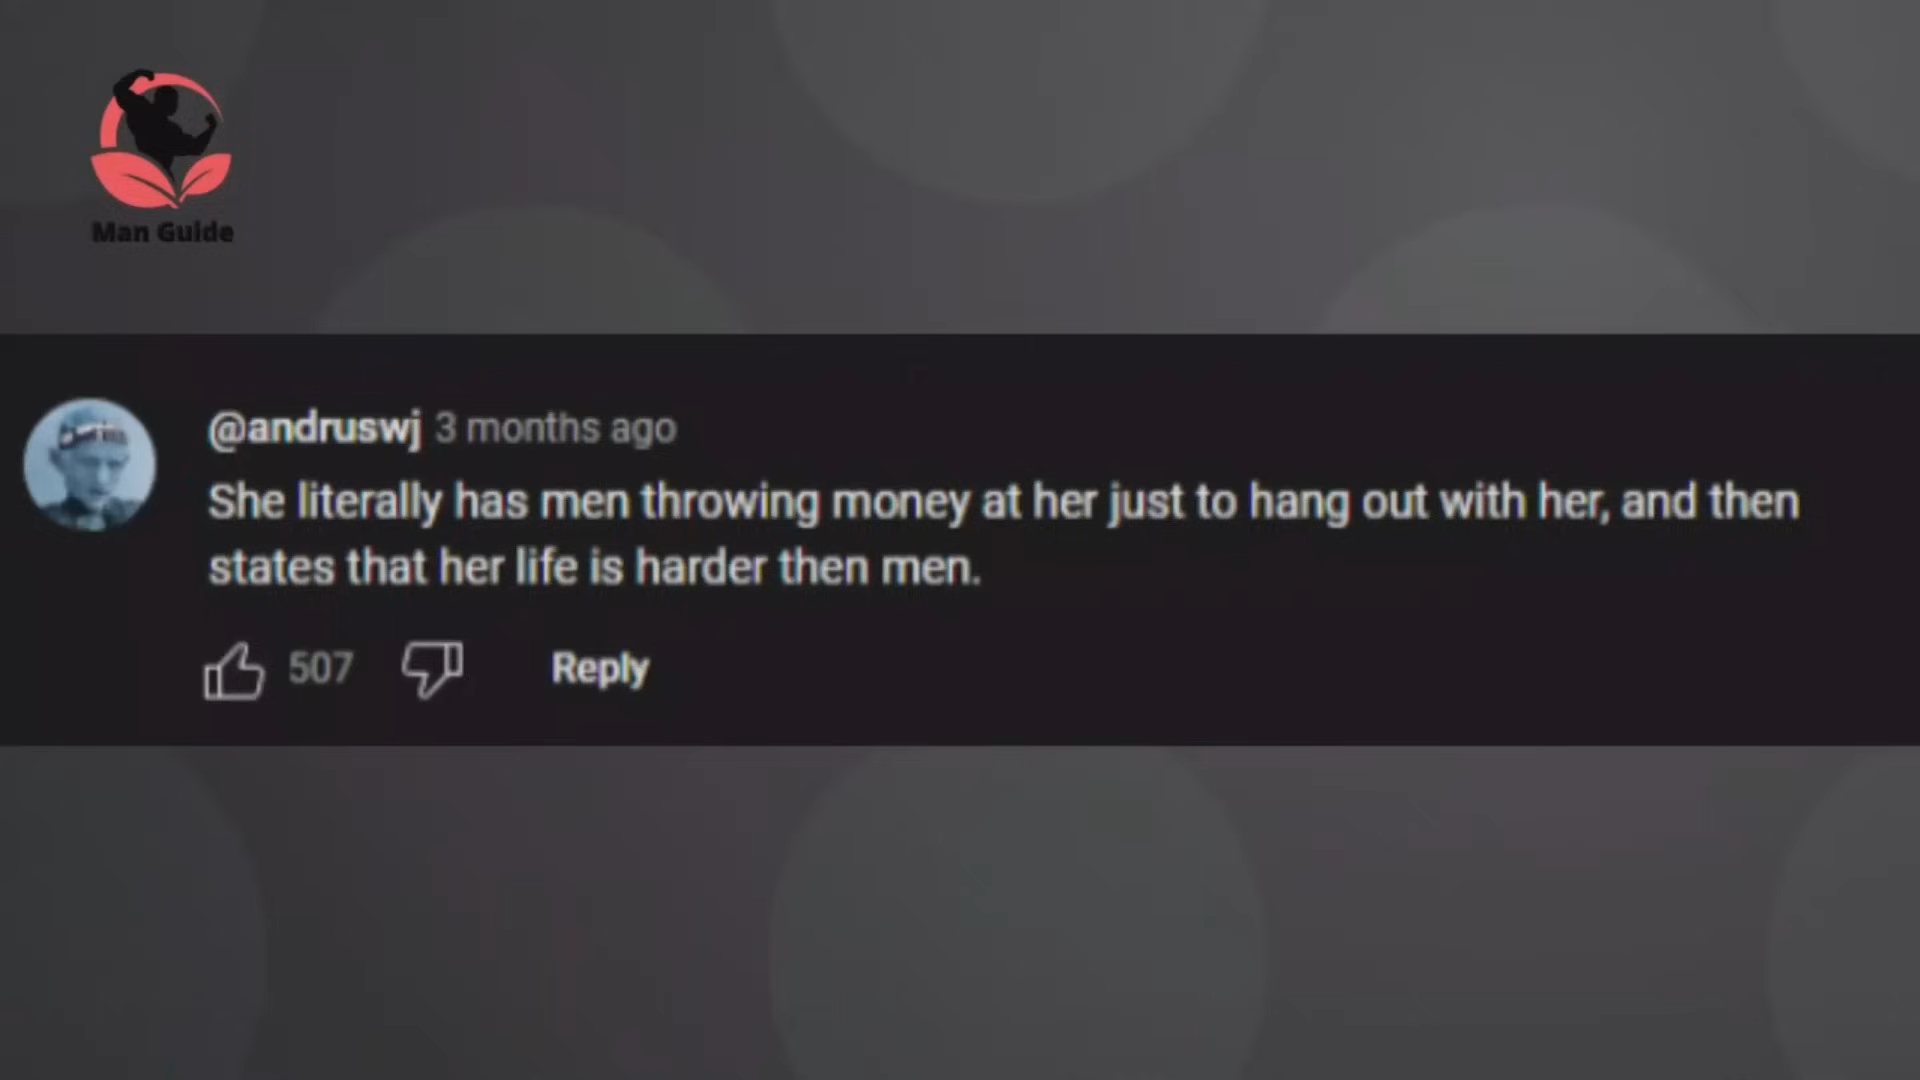 Man Guide
@andruswj 3 months ago
She literally has men throwing money at her just to hang out with her, and then
states that her life is harder then men.
507 Reply